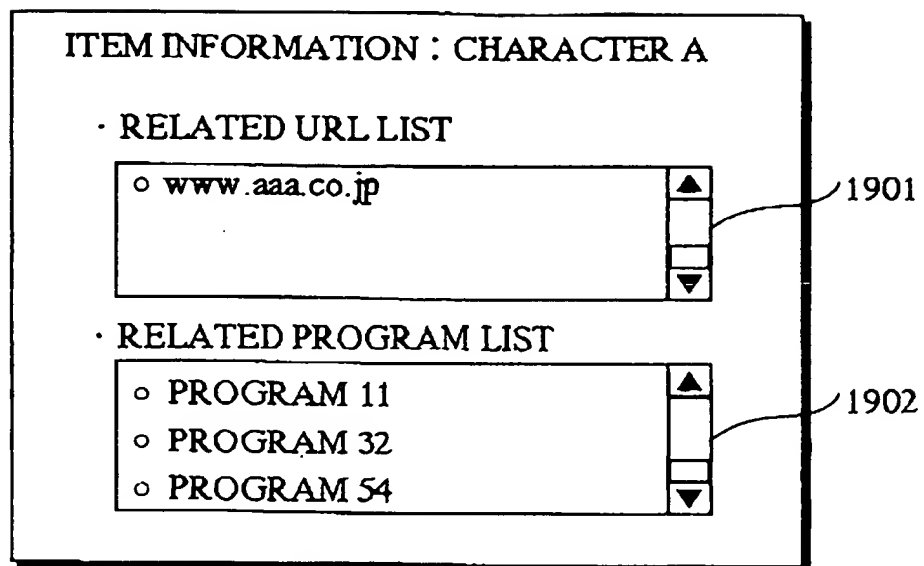 ITEM INFORMATION : CHARACTER A
· RELATED URL LIST
○ www.aaa.co.jp
1901
· RELATED PROGRAM LIST
○ PROGRAM 11
○ PROGRAM 32
○ PROGRAM 54
1902